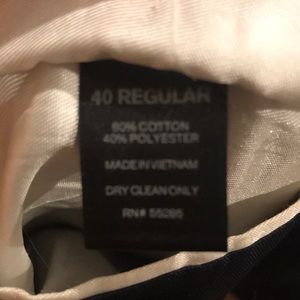 40 REGULAR
60% COTTON
40% POLYESTER
MADE IN VIETNAM
DRY CLEAN ONLY
RN# 55285